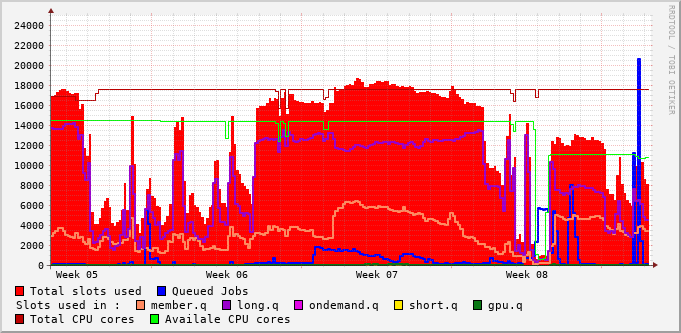 RRDTOOL / TOBI OETIKER
24000
22000
20000
18000
16000
14000
12000
10000
8000
6000
4000
2000
0
Week 05 Week 06 Week 07 Week 08
Total slots used Queued Jobs
Slots used in : member.q long.q ondemand.q short.q gpu.q
Total CPU cores Availale CPU cores